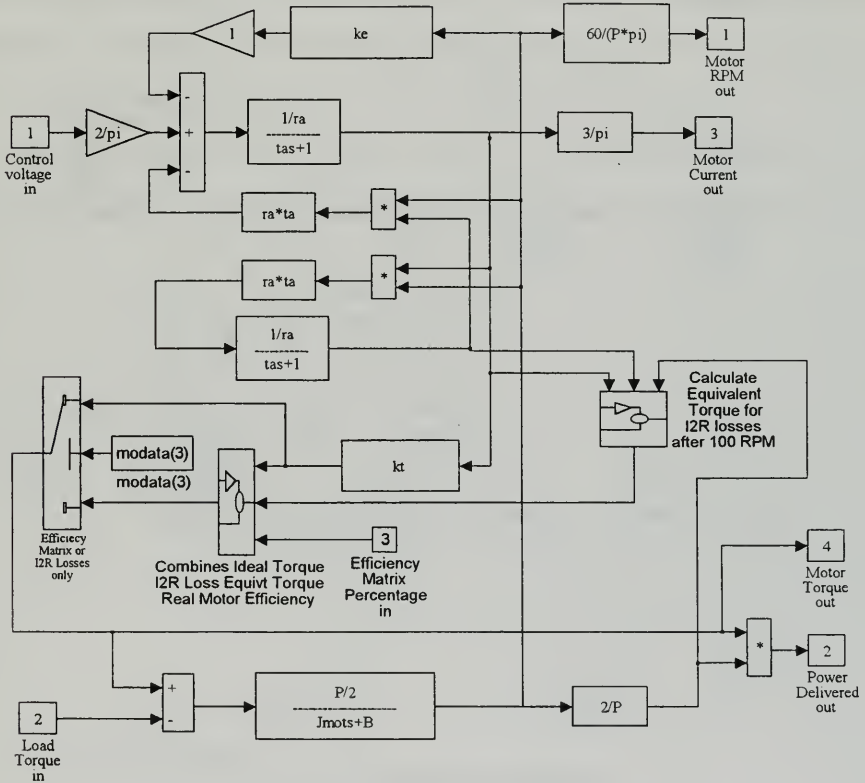 1
ke
60/(P*pi)
1
Motor
RPM
out
-
+
-
1
Control
voltage
in
2/pi
1/ra
tas+1
3/pi
3
Motor
Current
out
ra*ta
*
ra*ta
*
1/ra
tas+1
Calculate
Equivalent
Torque for
I2R losses
after 100 RPM
modata(3)
modata(3)
kt
Efficiecy
Matrix or
I2R Losses
only
Combines Ideal Torque
I2R Loss Equivt Torque
Real Motor Efficiency
3
Efficiency
Matrix
Percentage
in
4
Motor
Torque
out
*
2
Power
Delivered
out
+
-
2
Load
Torque
in
P/2
Jmots+B
2/P